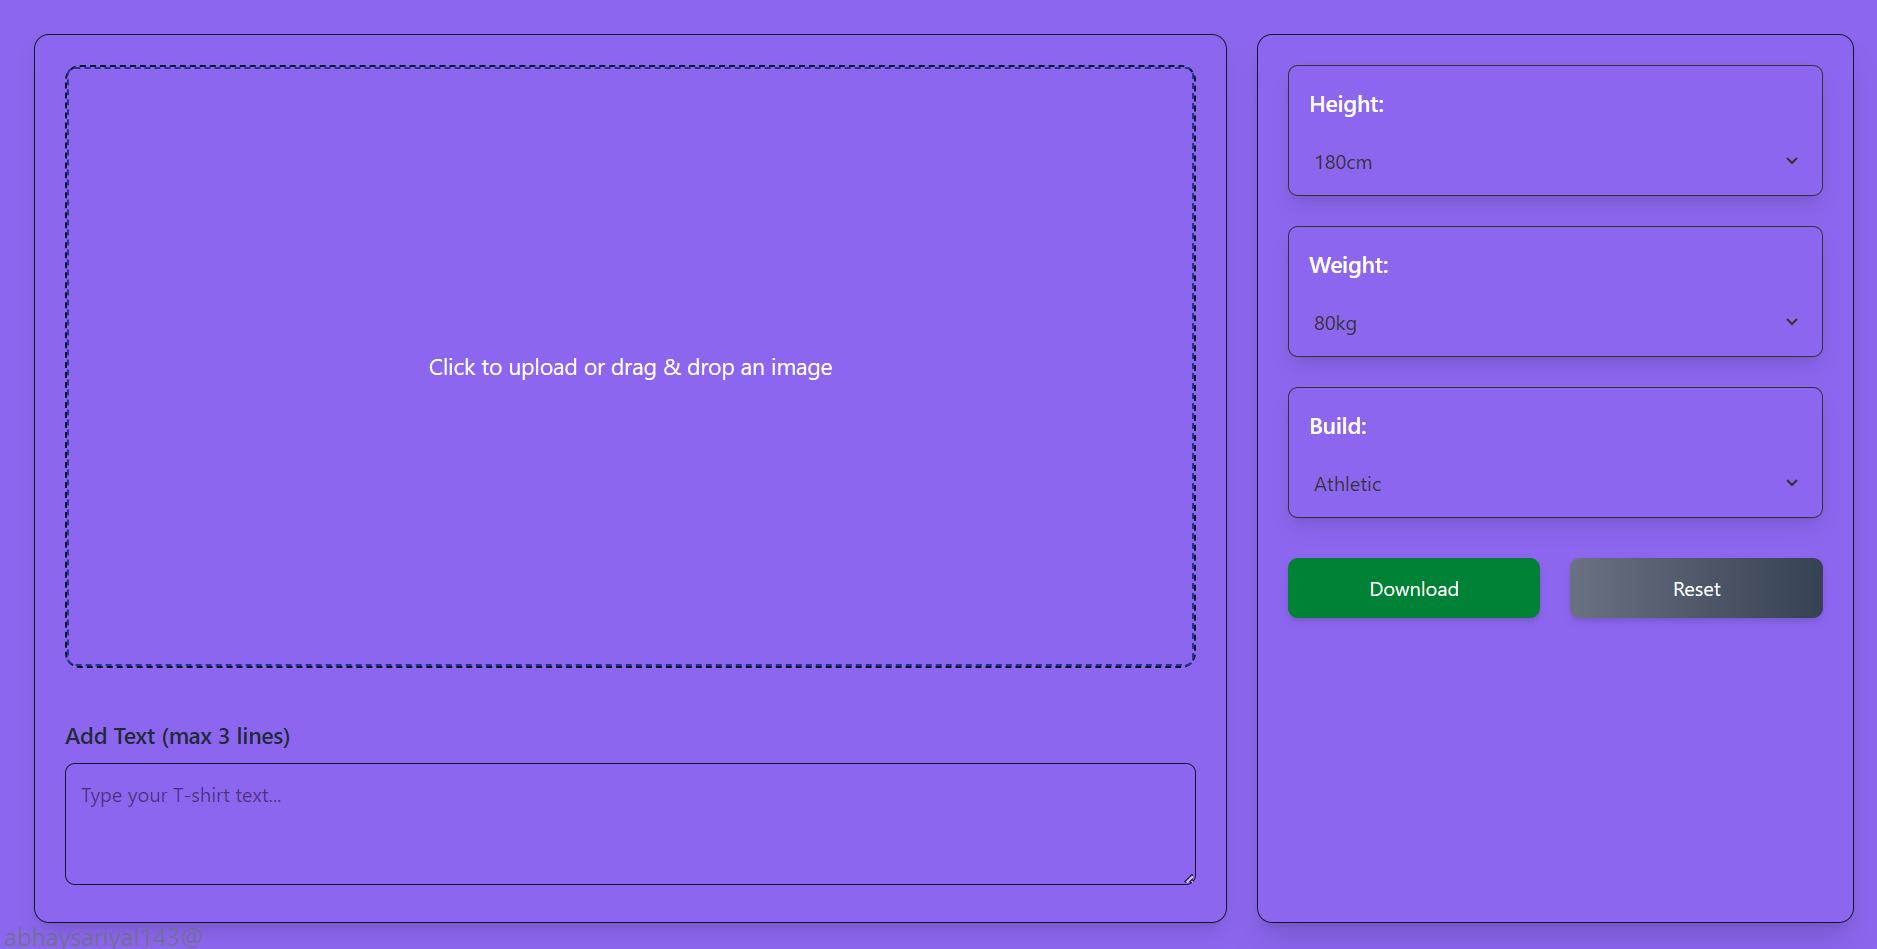 Click to upload or drag & drop an image
Add Text (max 3 lines)
Type your T-shirt text...
Height:
180cm
Weight:
80kg
Build:
Athletic
Download
Reset
abhaysariyal143@